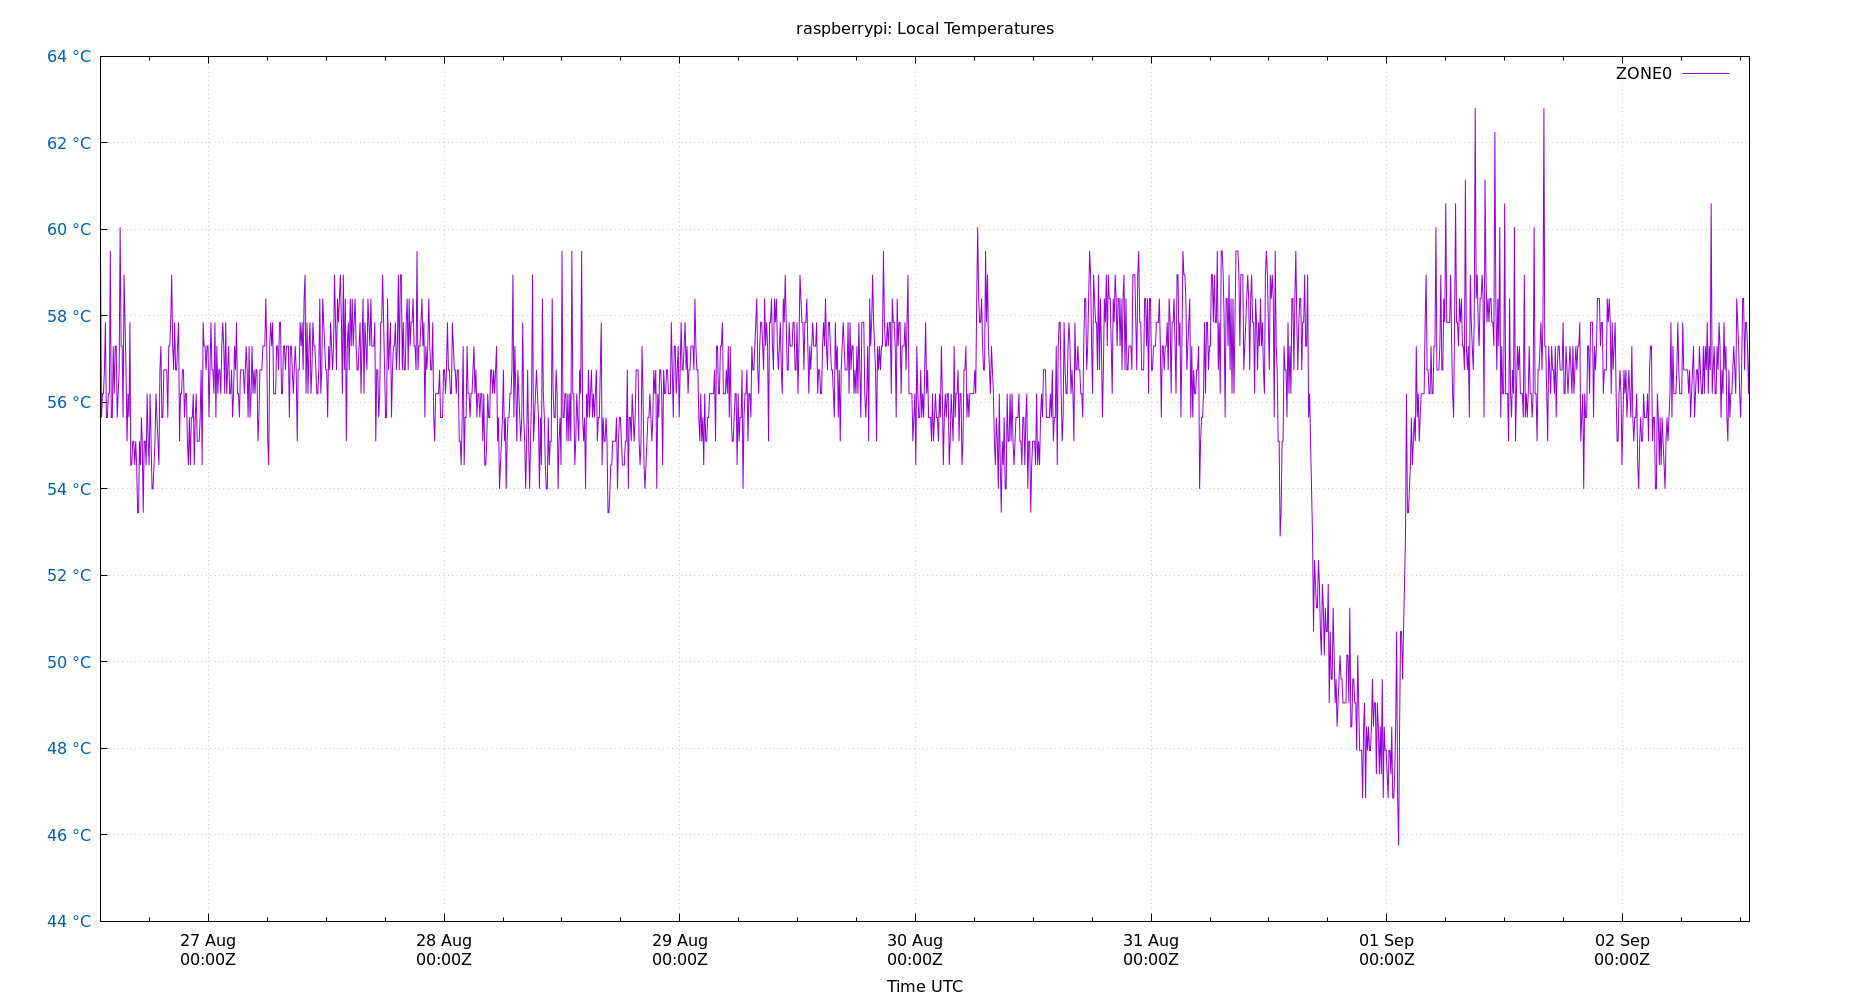 raspberrypi: Local Temperatures
64 °C
ZONE0
62 °C
60 °C
58 °C
56 °C
54 °C
52 °C
50 °C
48 °C
46 °C
44 °C
27 Aug 28 Aug 29 Aug 30 Aug 31 Aug 01 Sep 02 Sep
00:00Z 00:00Z 00:00Z 00:00Z 00:00Z 00:00Z 00:00Z
Time UTC